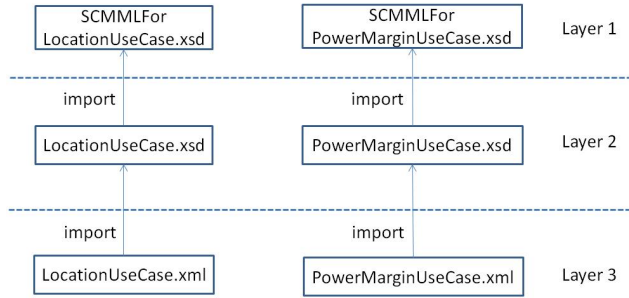 SCMMLFor
LocationUseCase.xsd
SCMMLFor
PowerMarginUseCase.xsd
Layer 1
import
import
LocationUseCase.xsd
PowerMarginUseCase.xsd
Layer 2
import
import
LocationUseCase.xml
PowerMarginUseCase.xml
Layer 3